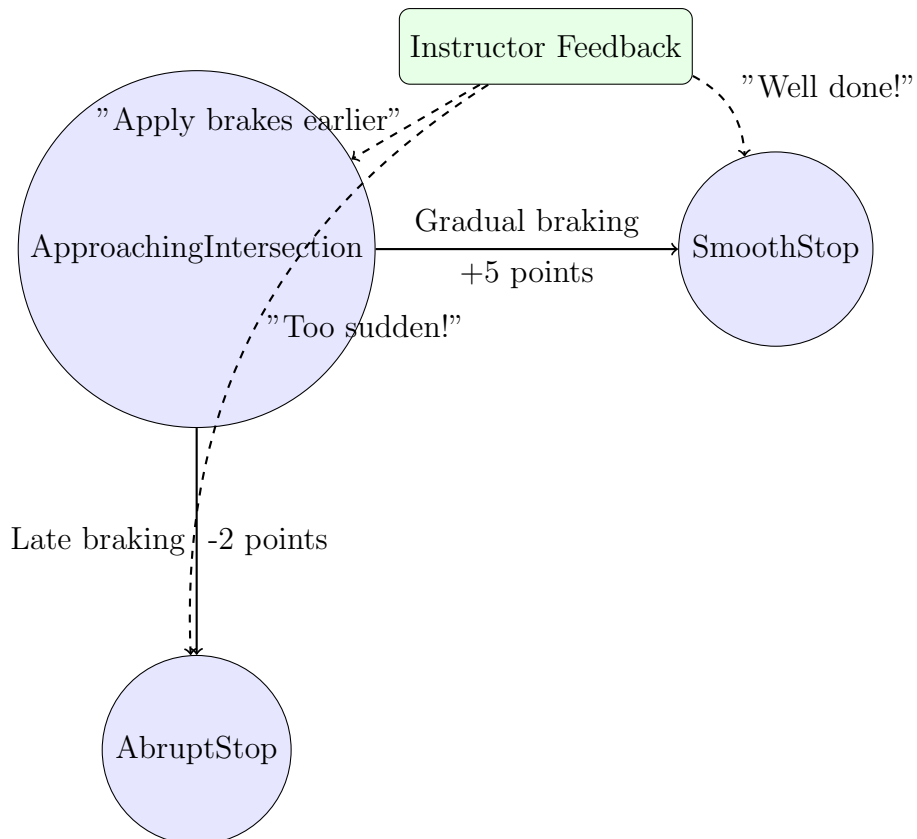 Instructor Feedback
”Well done!”
”Apply brakes earlier”
Gradual braking
ApproachingIntersection
SmoothStop
+5 points
”Too sudden!”
Late braking
-2 points
AbruptStop